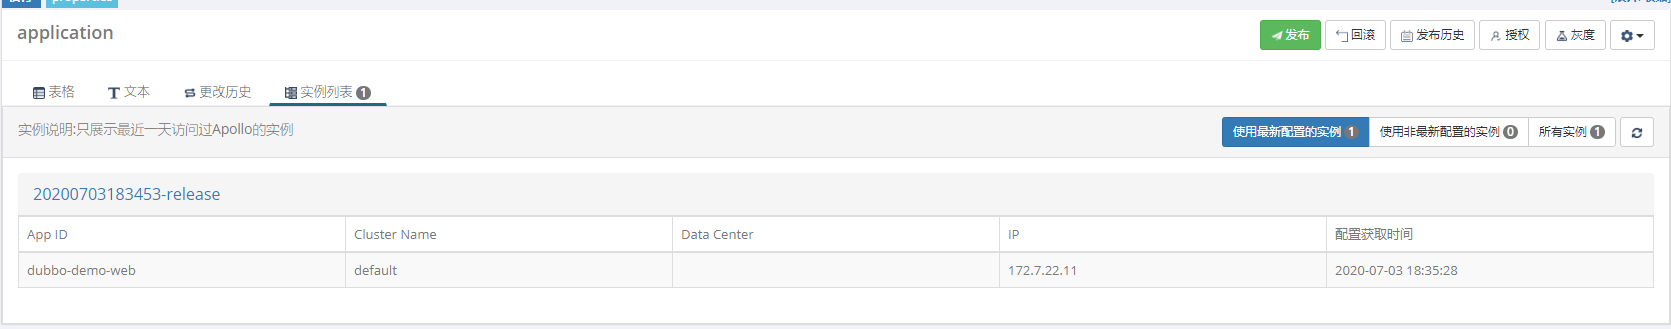 properties
application
发布 回滚 发布历史 授权 灰度
表格 文本 更改历史 实例列表 1
实例说明:只展示最近一天访问过Apollo的实例
使用最新配置的实例 1 使用非最新配置的实例 0 所有实例 1
20200703183453-release
App ID Cluster Name Data Center IP 配置获取时间
dubbo-demo-web default 172.7.22.11 2020-07-03 18:35:28